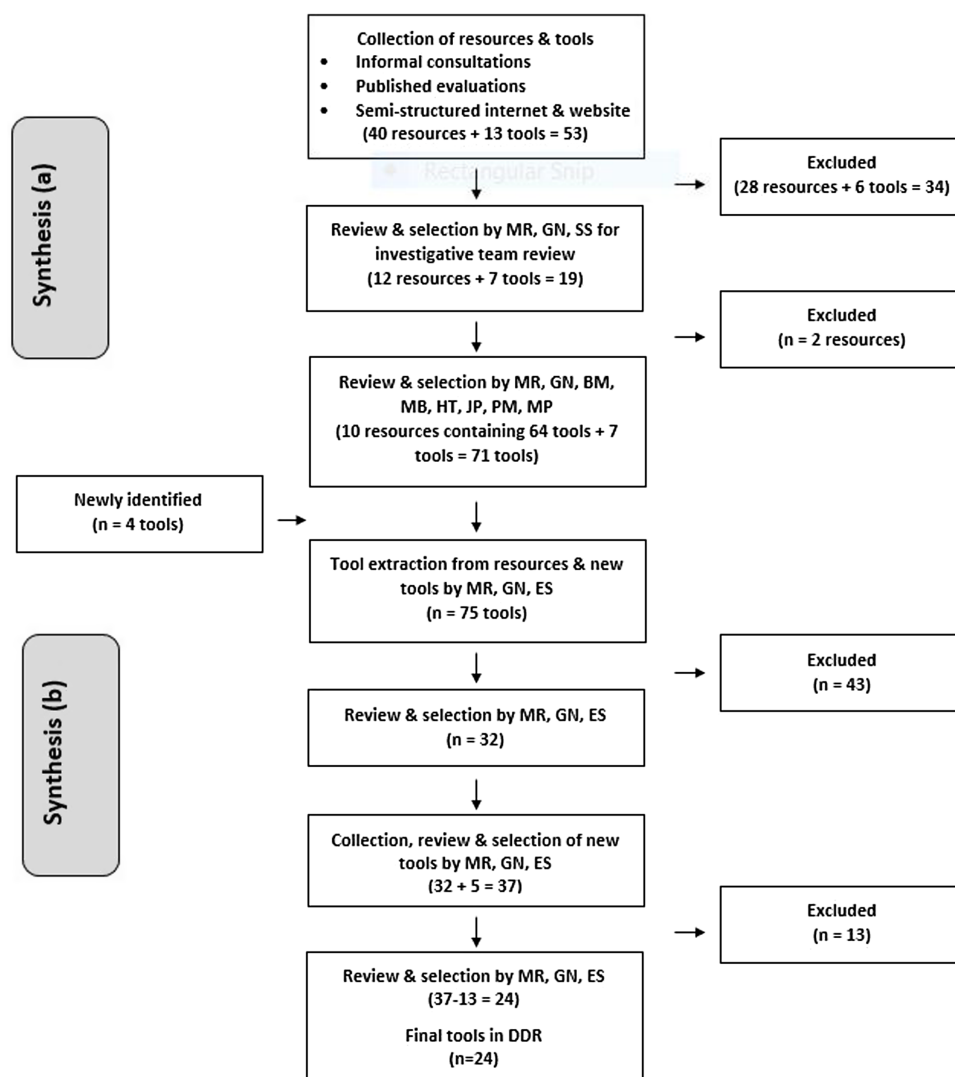 Collection of resources & tools
• Informal consultations
• Published evaluations
• Semi-structured internet & website
(40 resources + 13 tools = 53)
Synthesis (a)
Rectangular Snip
Excluded
(28 resources + 6 tools = 34)
Review & selection by MR, GN, SS for
investigative team review
(12 resources + 7 tools = 19)
Excluded
(n = 2 resources)
Review & selection by MR, GN, BM,
MB, HT, JP, PM, MP
(10 resources containing 64 tools + 7
tools = 71 tools)
Newly identified
(n = 4 tools)
Tool extraction from resources & new
tools by MR, GN, ES
(n = 75 tools)
Synthesis (b)
Excluded
(n = 43)
Review & selection by MR, GN, ES
(n = 32)
Collection, review & selection of new
tools by MR, GN, ES
(32 + 5 = 37)
Excluded
(n = 13)
Review & selection by MR, GN, ES
(37-13 = 24)
Final tools in DDR
(n=24)